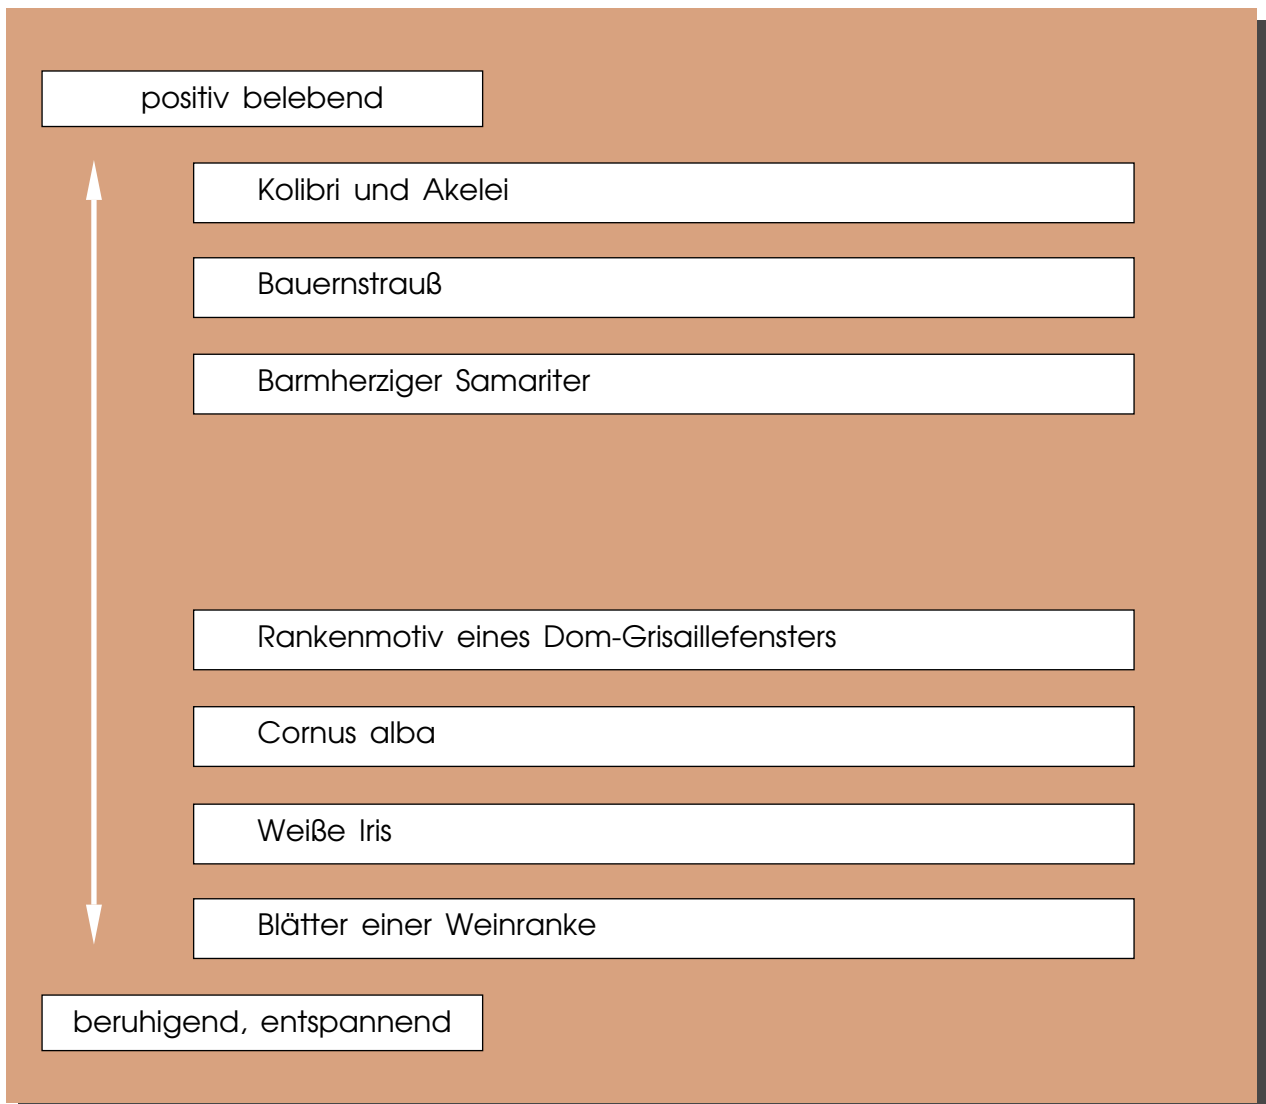 positiv belebend
Kolibri und Akelei
Bauernstrauß
Barmherziger Samariter
Rankenmotiv eines Dom-Grisaillefensters
Cornus alba
Weiße Iris
Blätter einer Weinranke
beruhigend, entspannend